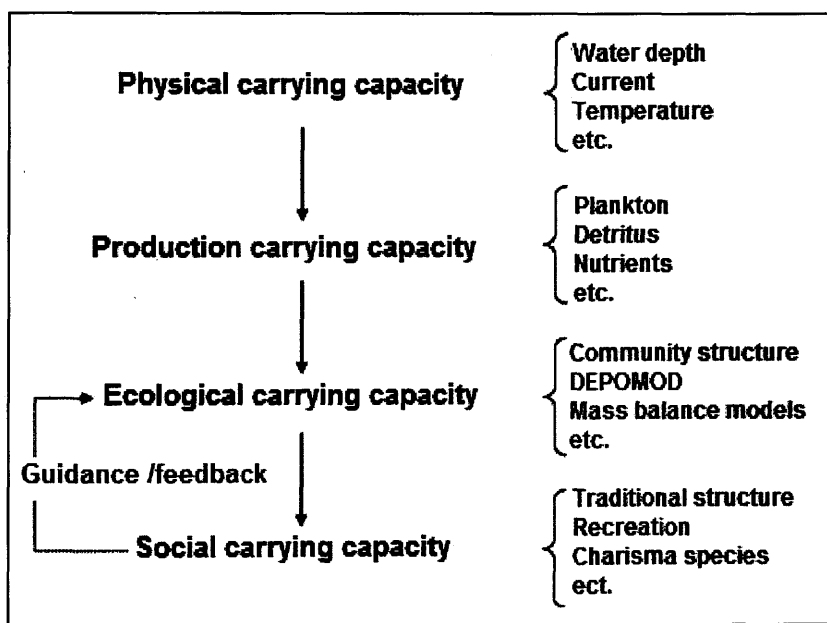 Physical carrying capacity
Water depth
Current
Temperature
etc.
Production carrying capacity
Plankton
Detritus
Nutrients
etc.
Ecological carrying capacity
Community structure
DEPOMOD
Mass balance models
etc.
Guidance /feedback
Social carrying capacity
Traditional structure
Recreation
Charisma species
ect.